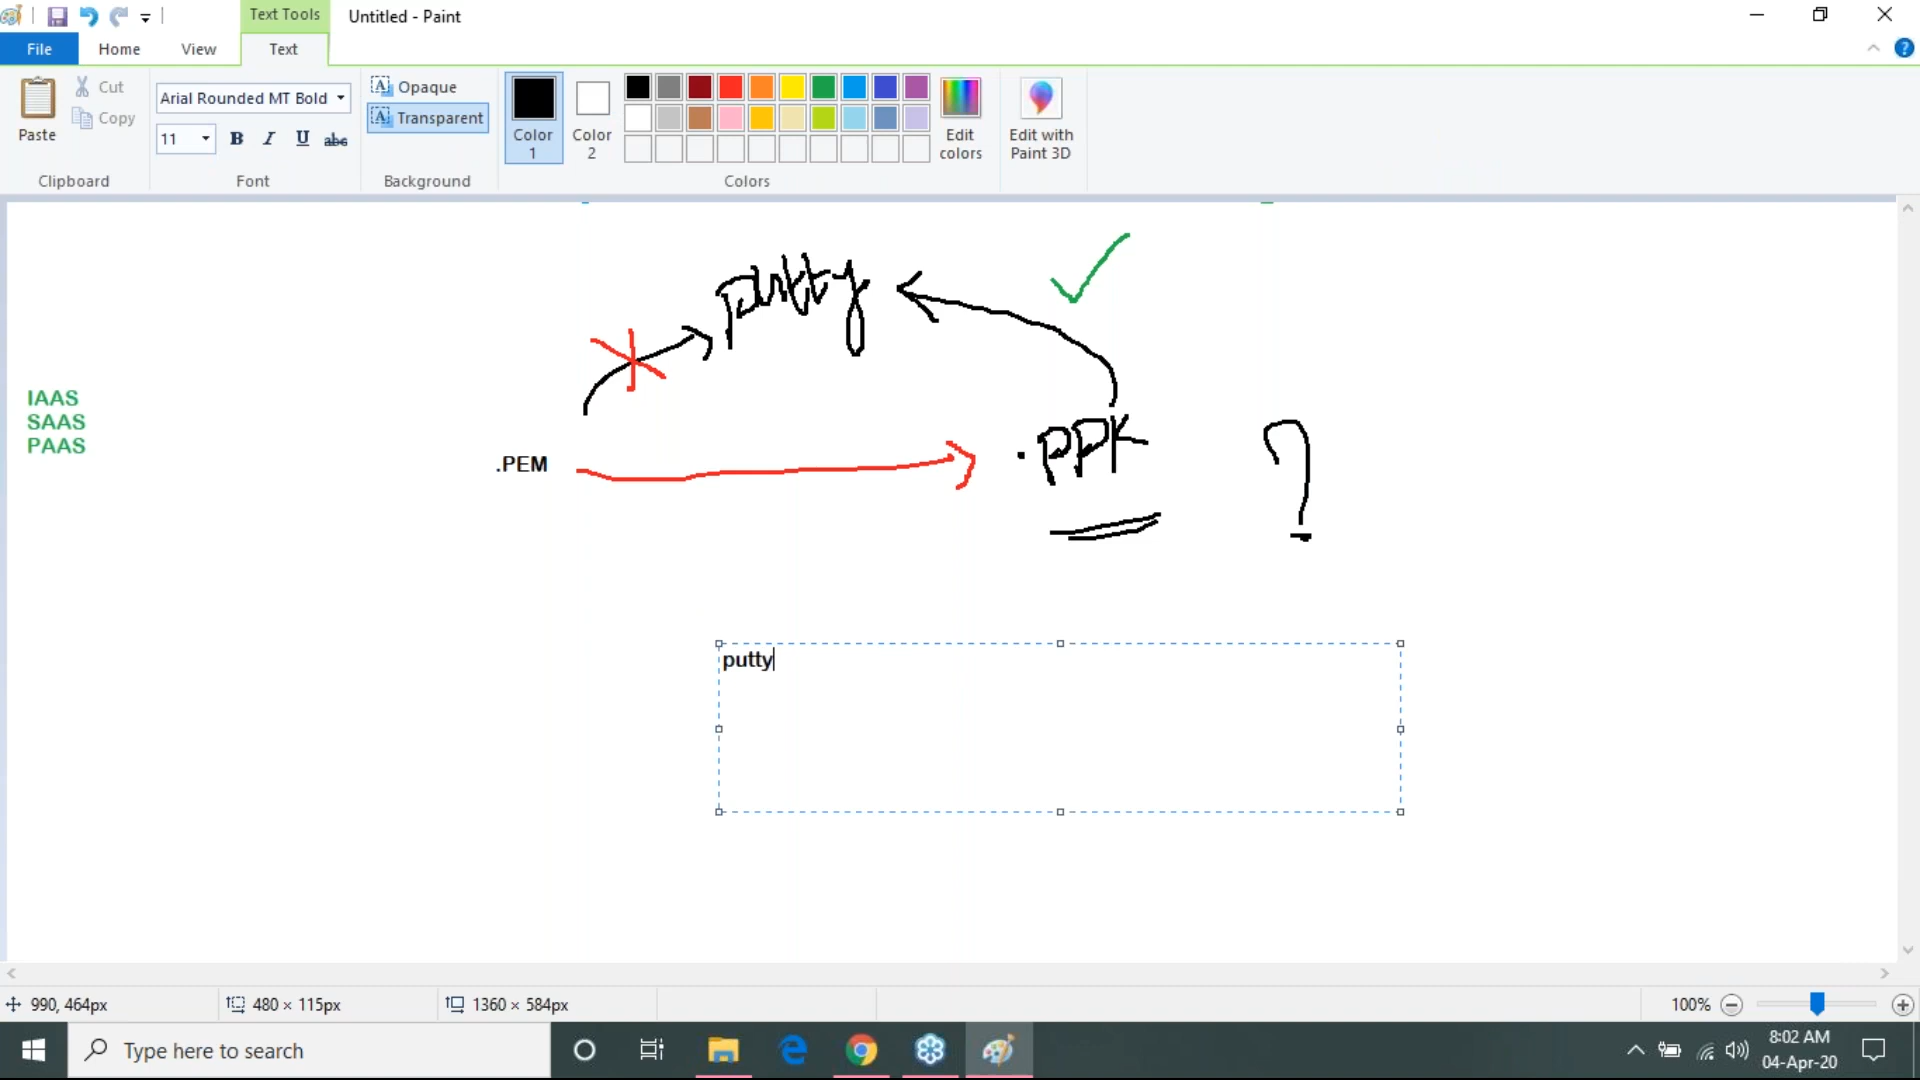 Text Tools
Untitled - Paint
File
Home
View
Text
Paste
Cut
Copy
Clipboard
Arial Rounded MT Bold
11
B
I
U
abc
Font
Opaque
Transparent
Background
Color 1
Color 2
Edit colors
Colors
Edit with Paint 3D
putty
IAAS
SAAS
PAAS
.PEM
.PPK
?
putty
990, 464px
480 × 115px
1360 × 584px
100%
Type here to search
8:02 AM
04-Apr-20